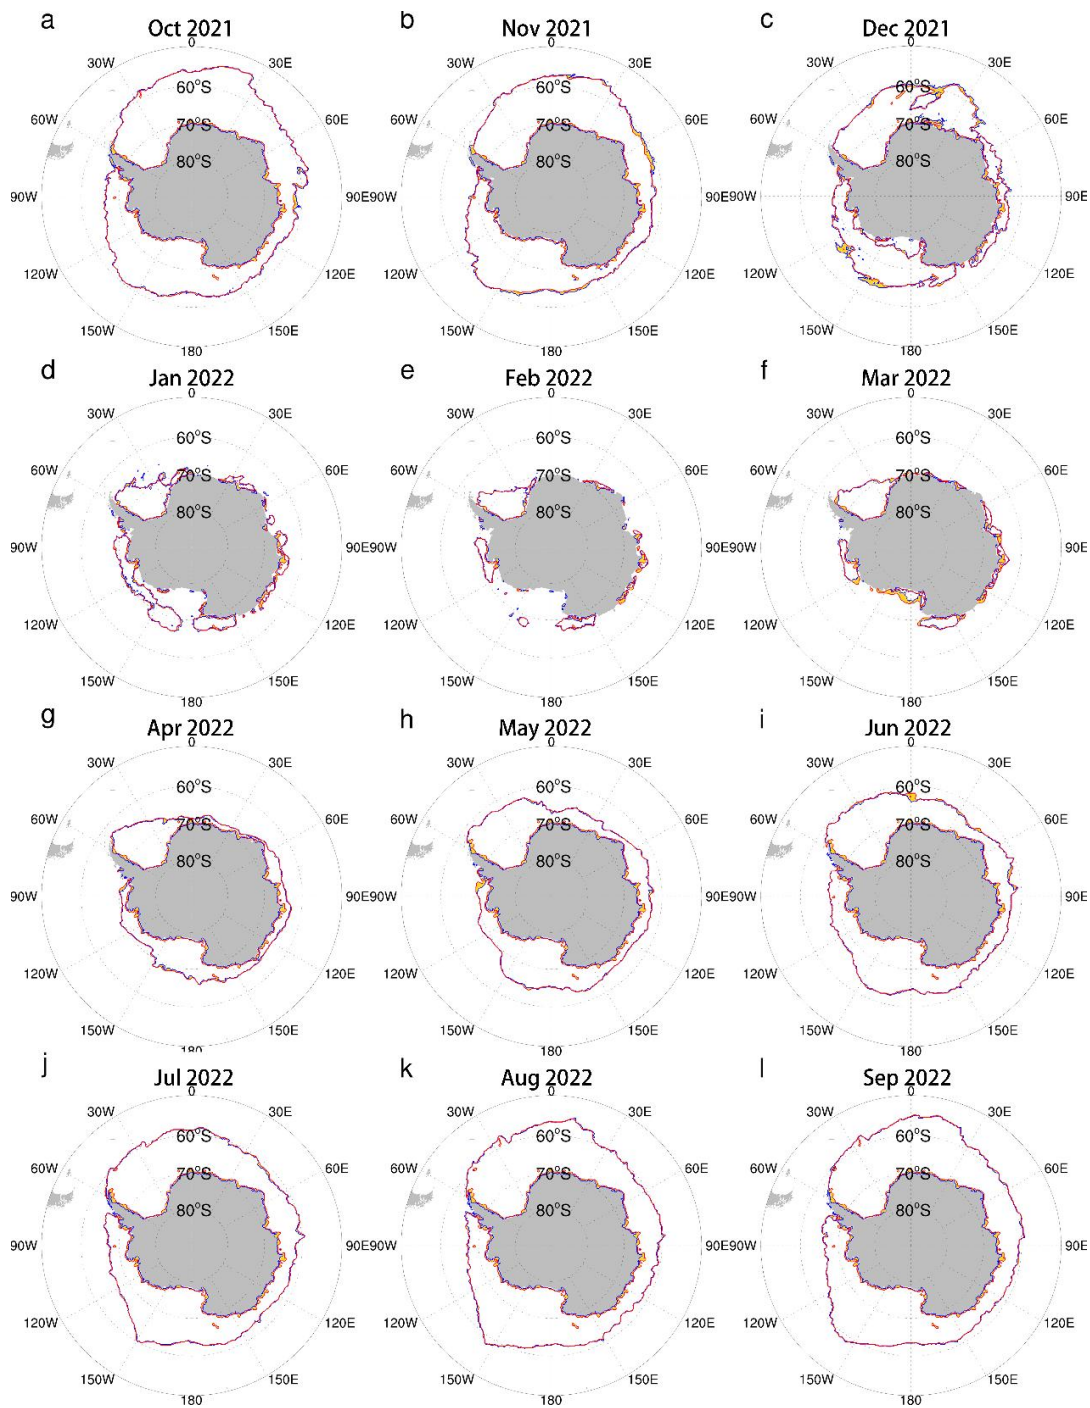 a
Oct 2021
0
30W
30E
60°S
60W
60E
70°S
80°S
90W
90E
120W
120E
150W
150E
180
b
Nov 2021
0
30W
30E
60°S
60W
60E
70°S
80°S
90W
90E
120W
120E
150W
150E
180
c
Dec 2021
0
30W
30E
60°S
60W
60E
70°S
80°S
90W
90E
120W
120E
150W
150E
180
d
Jan 2022
0
30W
30E
60°S
60W
60E
70°S
80°S
90W
90E
120W
120E
150W
150E
180
e
Feb 2022
0
30W
30E
60°S
60W
60E
70°S
80°S
90W
90E
120W
120E
150W
150E
180
f
Mar 2022
0
30W
30E
60°S
60W
60E
70°S
80°S
90W
90E
120W
120E
150W
150E
180
g
Apr 2022
0
30W
30E
60°S
60W
60E
70°S
80°S
90W
90E
120W
120E
150W
150E
180
h
May 2022
0
30W
30E
60°S
60W
60E
70°S
80°S
90W
90E
120W
120E
150W
150E
180
i
Jun 2022
0
30W
30E
60°S
60W
60E
70°S
80°S
90W
90E
120W
120E
150W
150E
180
j
Jul 2022
0
30W
30E
60°S
60W
60E
70°S
80°S
90W
90E
120W
120E
150W
150E
180
k
Aug 2022
0
30W
30E
60°S
60W
60E
70°S
80°S
90W
90E
120W
120E
150W
150E
180
l
Sep 2022
0
30W
30E
60°S
60W
60E
70°S
80°S
90W
90E
120W
120E
150W
150E
180